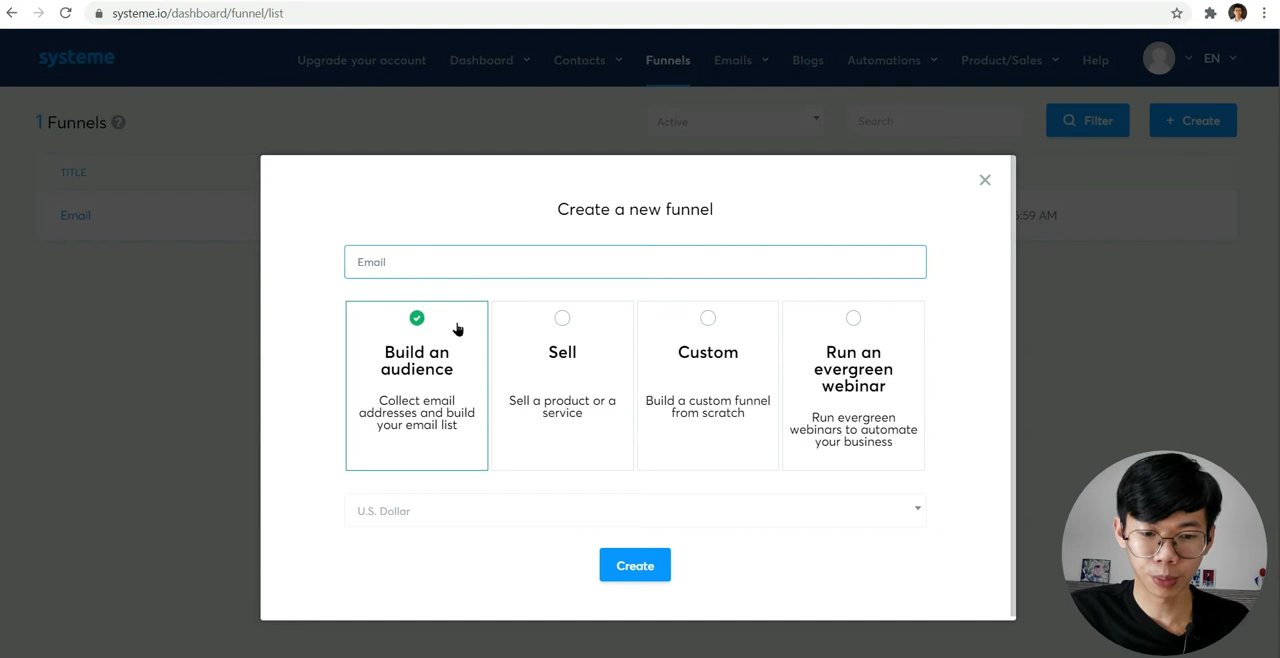 systeme.io/dashboard/funnel/list
systeme
Upgrade your account Dashboard Contacts Funnels Emails Blogs Automations Product/Sales Help EN
1 Funnels ?
Active
Search
Filter
+ Create
TITLE
Email
:59 AM
Create a new funnel
Email
Build an
audience
Collect email
addresses and build
your email list
Sell
Sell a product or a
service
Custom
Build a custom funnel
from scratch
Run an
evergreen
webinar
Run evergreen
webinars to automate
your business
U.S. Dollar
Create